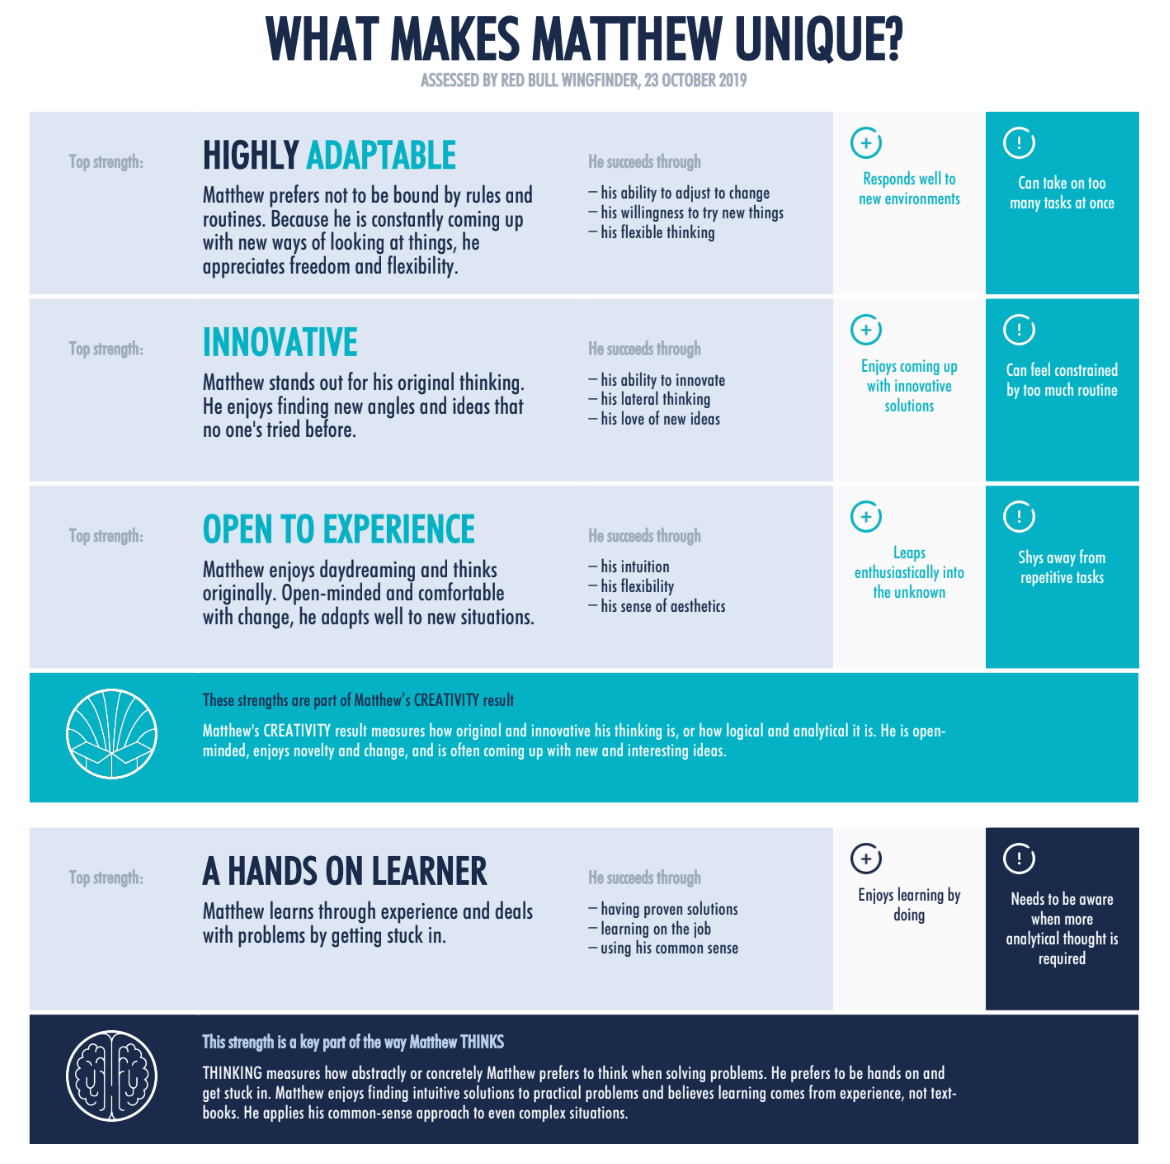 WHAT MAKES MATTHEW UNIQUE?
ASSESSED BY RED BULL WINGFINDER, 23 OCTOBER 2019
Top strength:
HIGHLY ADAPTABLE
Matthew prefers not to be bound by rules and
routines. Because he is constantly coming up
with new ways of looking at things, he
appreciates freedom and flexibility.
He succeeds through
– his ability to adjust to change
– his willingness to try new things
– his flexible thinking
+
Responds well to
new environments
!
Can take on too
many tasks at once
Top strength:
INNOVATIVE
Matthew stands out for his original thinking.
He enjoys finding new angles and ideas that
no one's tried before.
He succeeds through
– his ability to innovate
– his lateral thinking
– his love of new ideas
+
Enjoys coming up
with innovative
solutions
!
Can feel constrained
by too much routine
Top strength:
OPEN TO EXPERIENCE
Matthew enjoys daydreaming and thinks
originally. Open-minded and comfortable
with change, he adapts well to new situations.
He succeeds through
– his intuition
– his flexibility
– his sense of aesthetics
+
Leaps
enthusiastically into
the unknown
!
Shys away from
repetitive tasks
These strengths are part of Matthew's CREATIVITY result
Matthew's CREATIVITY result measures how original and innovative his thinking is, or how logical and analytical it is. He is open-
minded, enjoys novelty and change, and is often coming up with new and interesting ideas.
Top strength:
A HANDS ON LEARNER
Matthew learns through experience and deals
with problems by getting stuck in.
He succeeds through
– having proven solutions
– learning on the job
– using his common sense
+
Enjoys learning by
doing
!
Needs to be aware
when more
analytical thought is
required
This strength is a key part of the way Matthew THINKS
THINKING measures how abstractly or concretely Matthew prefers to think when solving problems. He prefers to be hands on and
get stuck in. Matthew enjoys finding intuitive solutions to practical problems and believes learning comes from experience, not text-
books. He applies his common-sense approach to even complex situations.